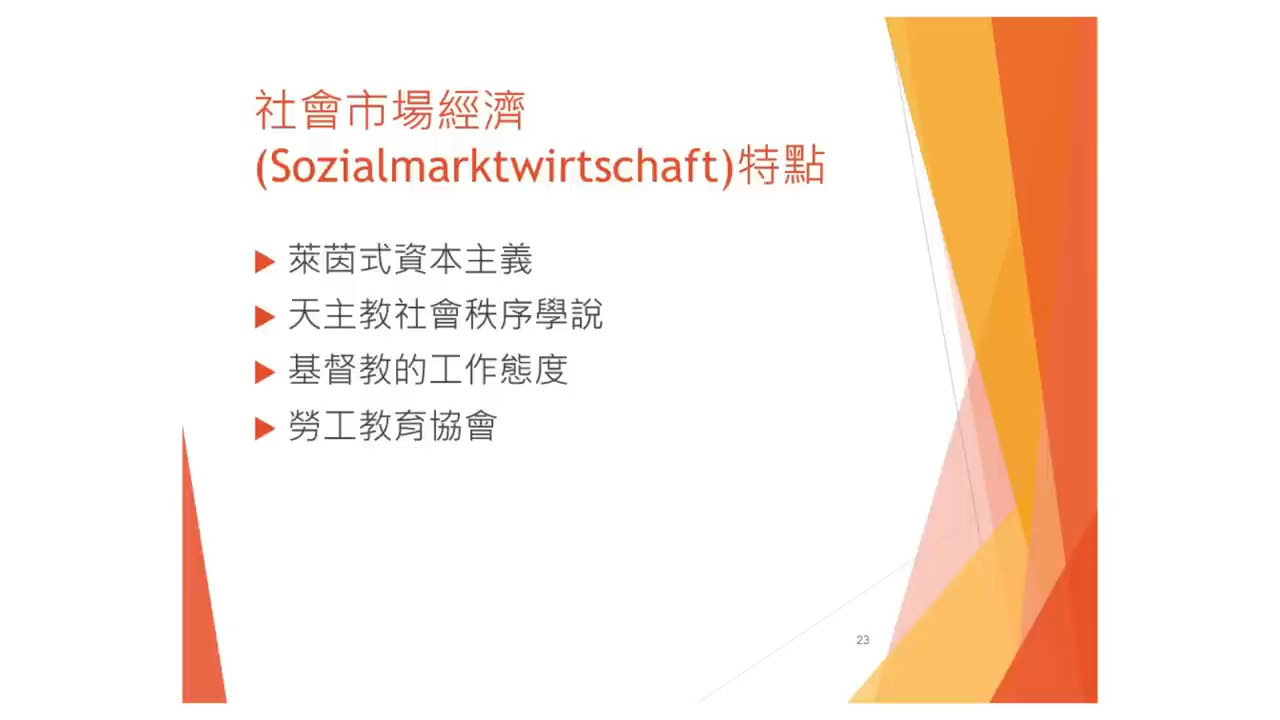 社會市場經濟
(Sozialmarktwirtschaft)特點
萊茵式資本主義
天主教社會秩序學說
基督教的工作態度
勞工教育協會
23